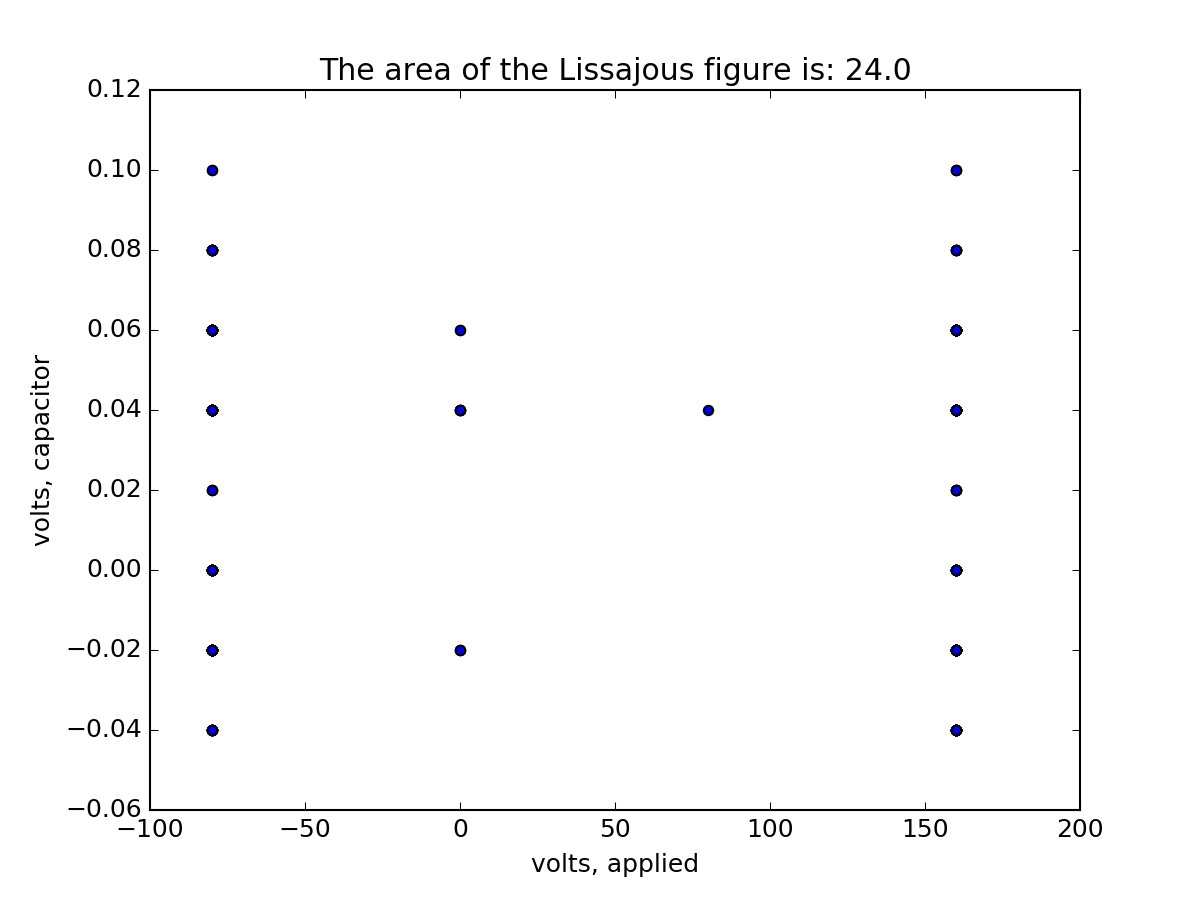 The area of the Lissajous figure is: 24.0
0.12
0.10
0.08
0.06
0.04
0.02
0.00
−0.02
−0.04
−0.06
volts, capacitor
−100 −50 0 50 100 150 200
volts, applied